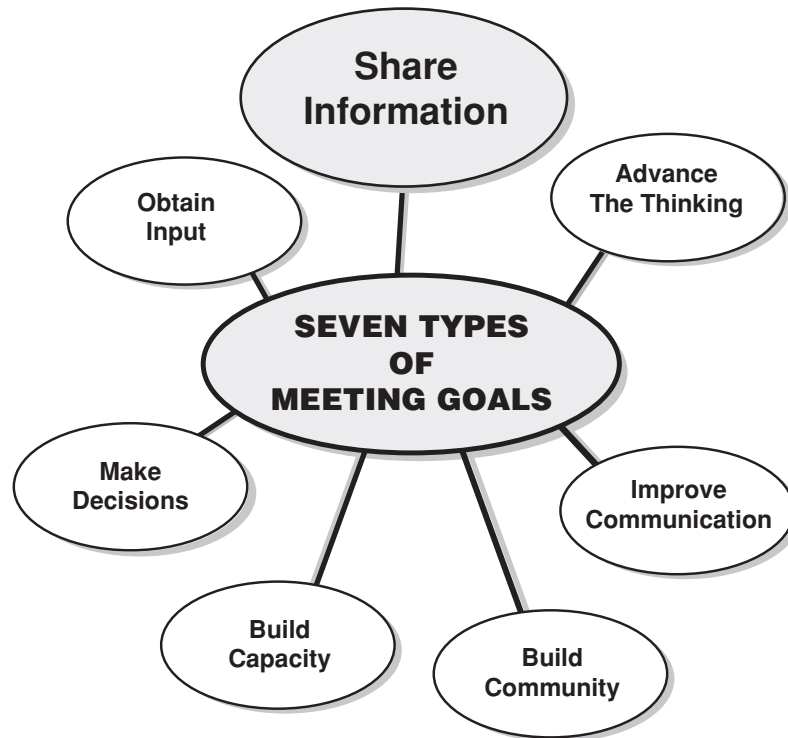 Share
Information
Advance
The Thinking
Obtain
Input
SEVEN TYPES
OF
MEETING GOALS
Make
Decisions
Improve
Communication
Build
Capacity
Build
Community